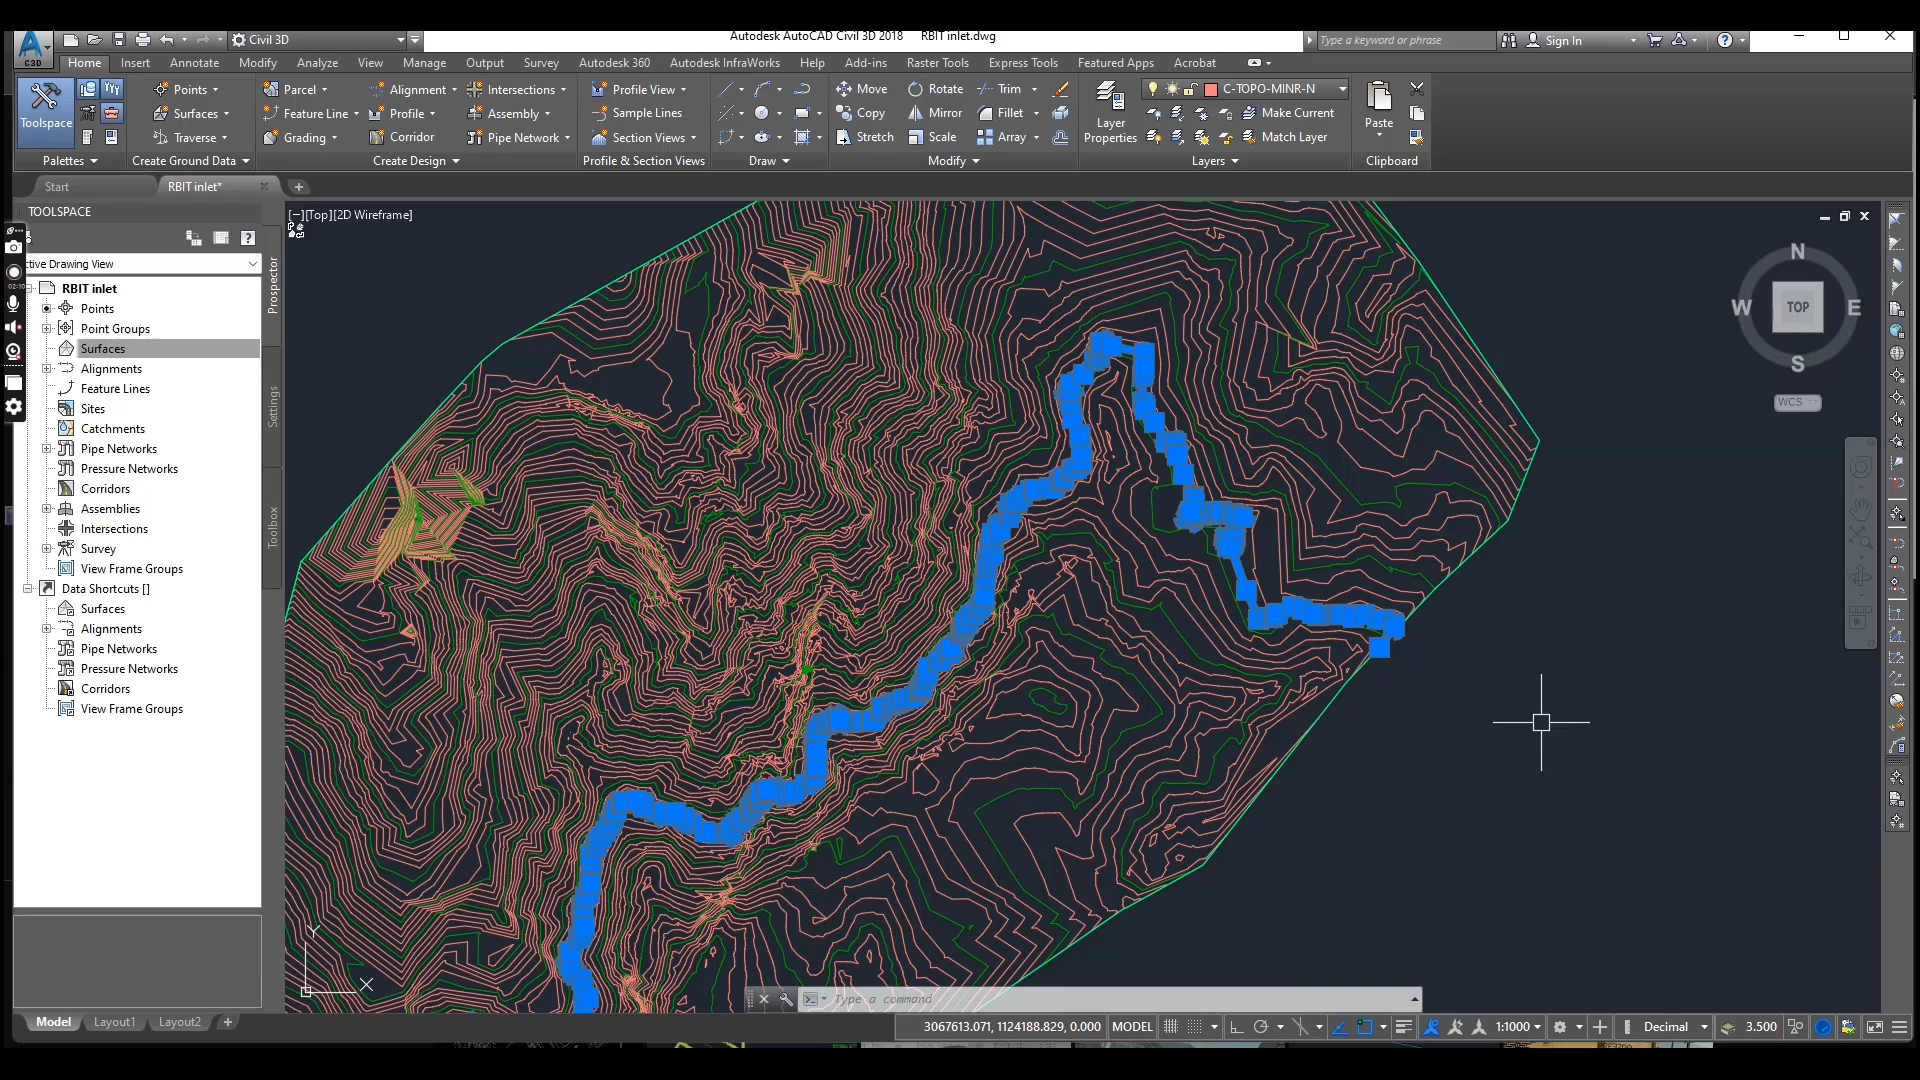 Civil 3D
Autodesk AutoCAD Civil 3D 2018 RBIT inlet.dwg
Type a keyword or phrase
Sign In
C3D
Home Insert Annotate Modify Analyze View Manage Output Survey Autodesk 360 Autodesk InfraWorks Help Add-ins Raster Tools Express Tools Featured Apps Acrobat
Points Parcel Alignment Intersections Profile View Move Rotate Trim C-TOPO-MINR-N
Toolspace Surfaces Feature Line Profile Assembly Sample Lines Copy Mirror Fillet Layer Properties Make Current Paste
Traverse Grading Corridor Pipe Network Section Views Stretch Scale Array Match Layer
Palettes Create Ground Data Create Design Profile & Section Views Draw Modify Layers Clipboard
Start RBIT inlet*
TOOLSPACE
[−][Top][2D Wireframe]
ctive Drawing View
RBIT inlet
Points
Point Groups
Surfaces
Alignments
Feature Lines
Sites
Catchments
Pipe Networks
Pressure Networks
Corridors
Assemblies
Intersections
Survey
View Frame Groups
Data Shortcuts []
Surfaces
Alignments
Pipe Networks
Pressure Networks
Corridors
View Frame Groups
Prospector
Settings
Toolbox
N
W TOP E
S
WCS
Y
X
Type a command
Model Layout1 Layout2
3067613.071, 1124188.829, 0.000 MODEL 1:1000 Decimal 3.500